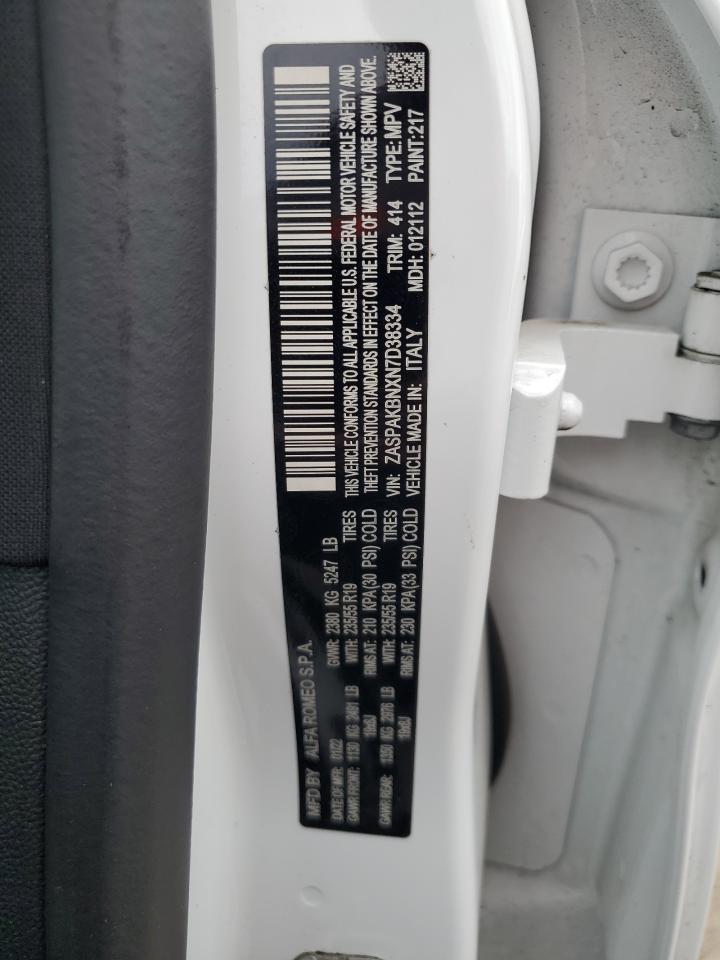 MFD BY ALFA ROMEO S.P.A.
DATE OF MFR: 01/22 GVWR: 2380 KG 5247 LB
GAWR FRONT: 1130 KG 2491 LB WITH: 235/55 R19 TIRES
19x8J RIMS AT: 210 KPA(30 PSI) COLD
GAWR REAR: 1350 KG 2976 LB WITH: 235/55 R19 TIRES
19x8J RIMS AT: 230 KPA(33 PSI) COLD
THIS VEHICLE CONFORMS TO ALL APPLICABLE U.S. FEDERAL MOTOR VEHICLE SAFETY AND
THEFT PREVENTION STANDARDS IN EFFECT ON THE DATE OF MANUFACTURE SHOWN ABOVE.
VIN: ZASPAKBNXN7D38334 TRIM: 414 TYPE: MPV
VEHICLE MADE IN: ITALY MDH: 012112 PAINT: 217